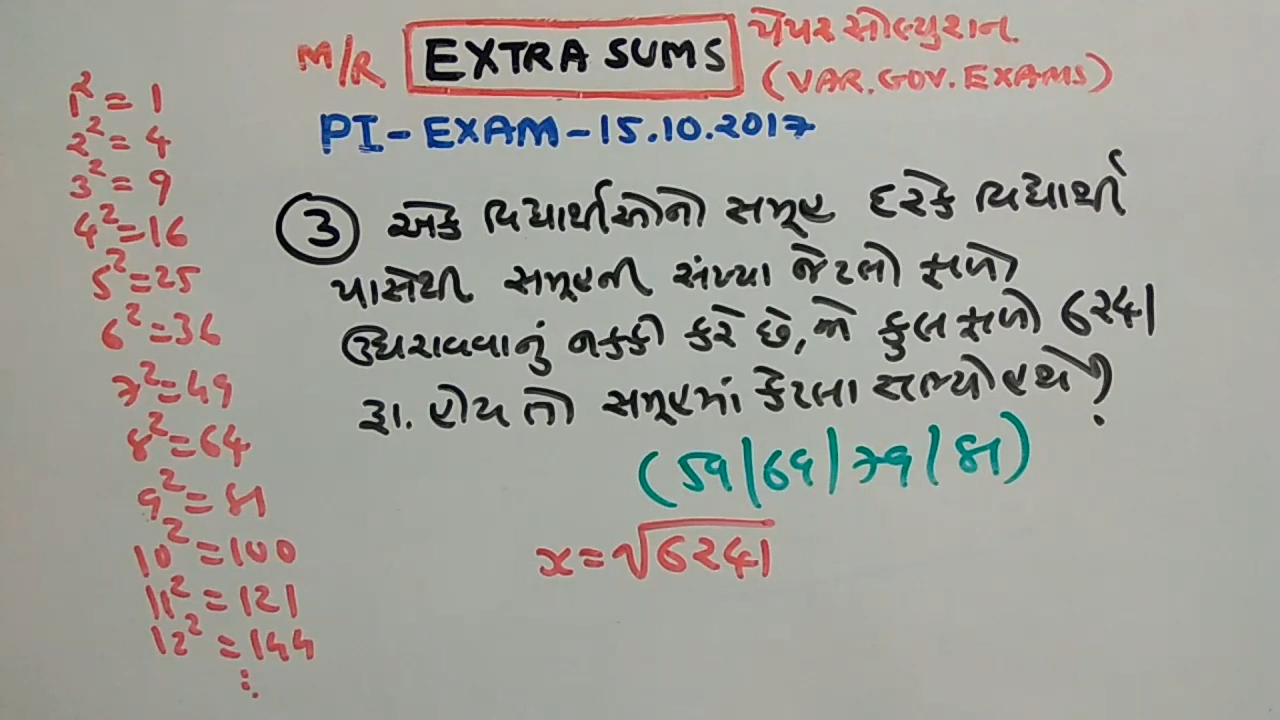 M/R EXTRA SUMS પેપર સોલ્યુશન
(VAR.GOV.EXAMS)
PI-EXAM-15.10.2017
1² = 1
2² = 4
3² = 9
4² = 16
5² = 25
6² = 36
7² = 49
8² = 64
9² = 81
10² = 100
11² = 121
12² = 144
⋮
③ એક વિદ્યાર્થીઓનો સમૂહ દરેક વિદ્યાર્થી
પાસેથી સમૂહની સંખ્યા જેટલો ફાળો
ઉઘરાવવાનું નક્કી કરે છે, જો કુલ ફાળો 6241
રૂા. હોય તો સમૂહમાં કેટલા સભ્યો હશે?
(59/69/79/81)
x = √6241